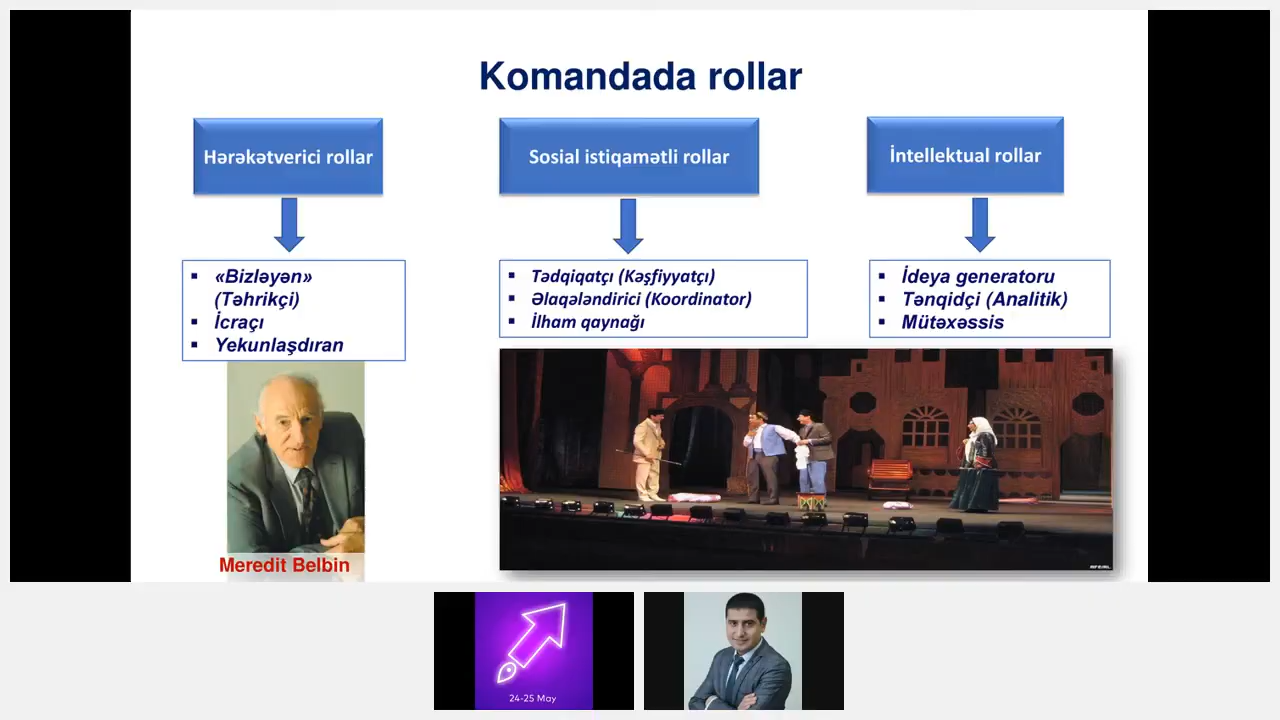 Komandada rollar
Hərəkətverici rollar
Sosial istiqamətli rollar
İntellektual rollar
▪ «Bizləyən»
(Təhrikçi)
▪ İcraçı
▪ Yekunlaşdıran
▪ Tədqiqatçı (Kəşfiyyatçı)
▪ Əlaqələndirici (Koordinator)
▪ İlham qaynağı
▪ İdeya generatoru
▪ Tənqidçi (Analitik)
▪ Mütəxəssis
Meredit Belbin
24-25 May